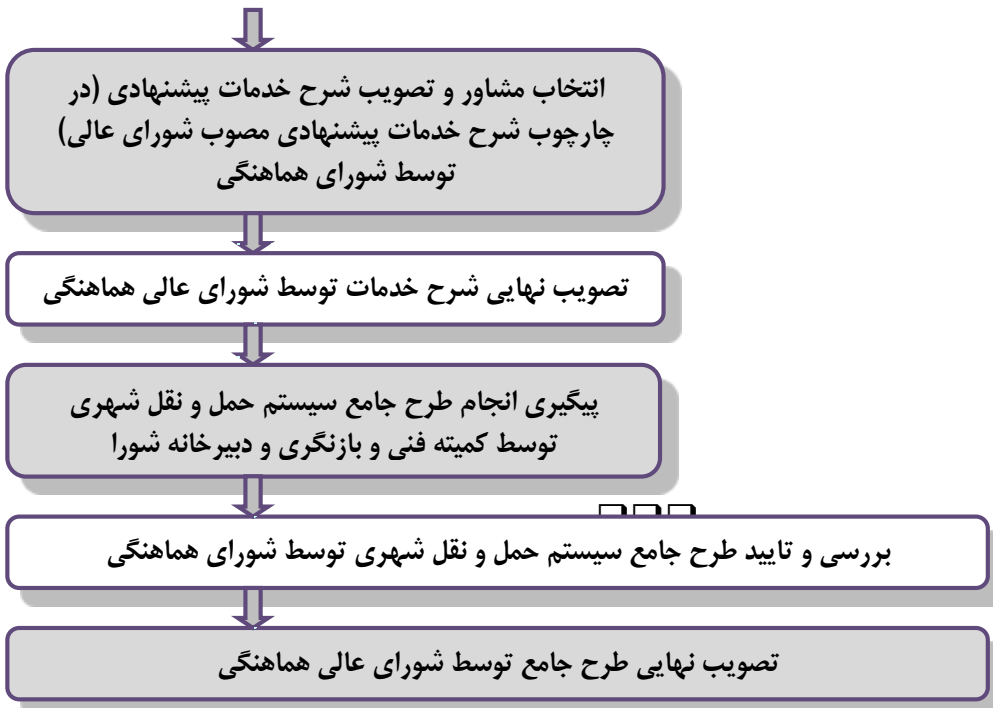 انتخاب مشاور و تصویب شرح خدمات پیشنهادی (در
چارچوب شرح خدمات پیشنهادی مصوب شورای عالی)
توسط شورای هماهنگی
تصویب نهایی شرح خدمات توسط شورای عالی هماهنگی
پیگیری انجام طرح جامع سیستم حمل و نقل شهری
توسط کمیته فنی و بازنگری و دبیرخانه شورا
بررسی و تایید طرح جامع سیستم حمل و نقل شهری توسط شورای هماهنگی
تصویب نهایی طرح جامع توسط شورای عالی هماهنگی